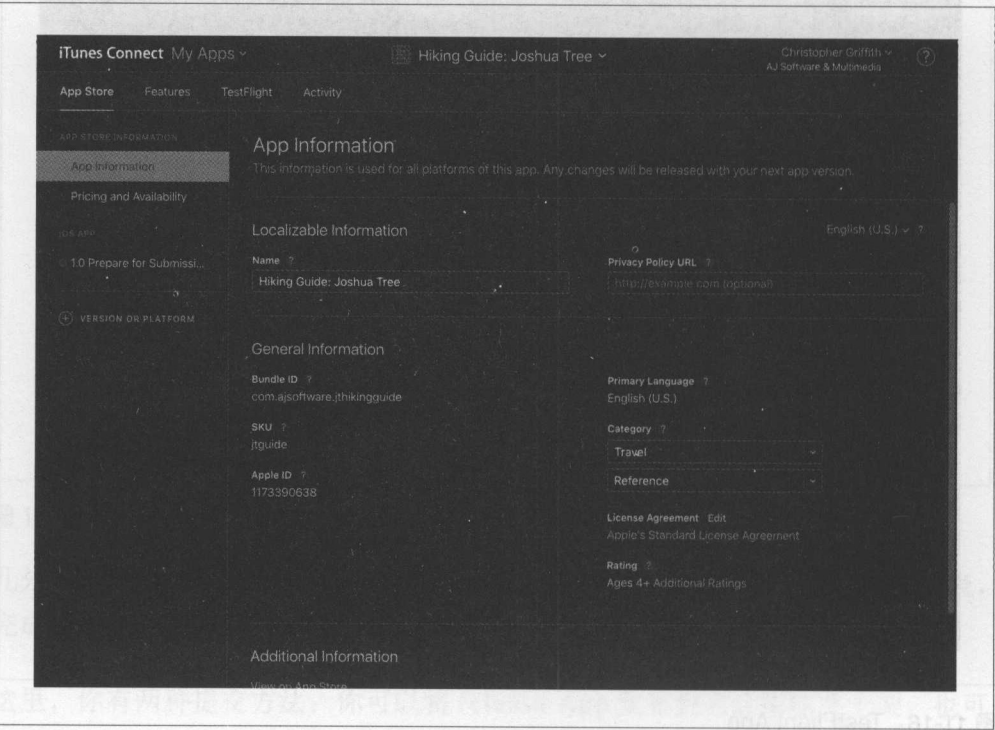 iTunes Connect My Apps
Hiking Guide: Joshua Tree
Christopher Griffith
AJ Software & Multimedia
?
App Store Features TestFlight Activity
APP STORE INFORMATION
App Information
Pricing and Availability
iOS APP
1.0 Prepare for Submissi...
VERSION OR PLATFORM
App Information
This information is used for all platforms of this app. Any changes will be released with your next app version.
Localizable Information
English (U.S.) ?
Name ?
Hiking Guide: Joshua Tree
Privacy Policy URL ?
http://example.com (optional)
General Information
Bundle ID ?
com.ajsoftware.jthikingguide
SKU ?
jtguide
Apple ID ?
1173390638
Primary Language ?
English (U.S.)
Category ?
Travel
Reference
License Agreement Edit
Apple's Standard License Agreement
Rating ?
Ages 4+ Additional Ratings
Additional Information
View on App Store